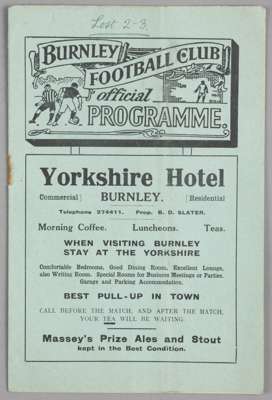 Lost 2-3.
BURNLEY
FOOTBALL CLUB
official
PROGRAMME.
Yorkshire Hotel
Commercial] BURNLEY. [Residential
Telephone 274411. Prop. B. D. SLATER.
Morning Coffee. Luncheons. Teas.
WHEN VISITING BURNLEY
STAY AT THE YORKSHIRE
Comfortable Bedrooms, Good Dining Room, Excellent Lounge,
also Writing Room. Special Rooms for Business Meetings or Parties.
Garage and Parking Accommodation.
BEST PULL-UP IN TOWN
CALL BEFORE THE MATCH, AND AFTER THE MATCH,
YOUR TEA WILL BE WAITING.
Massey's Prize Ales and Stout
kept in the Best Condition.